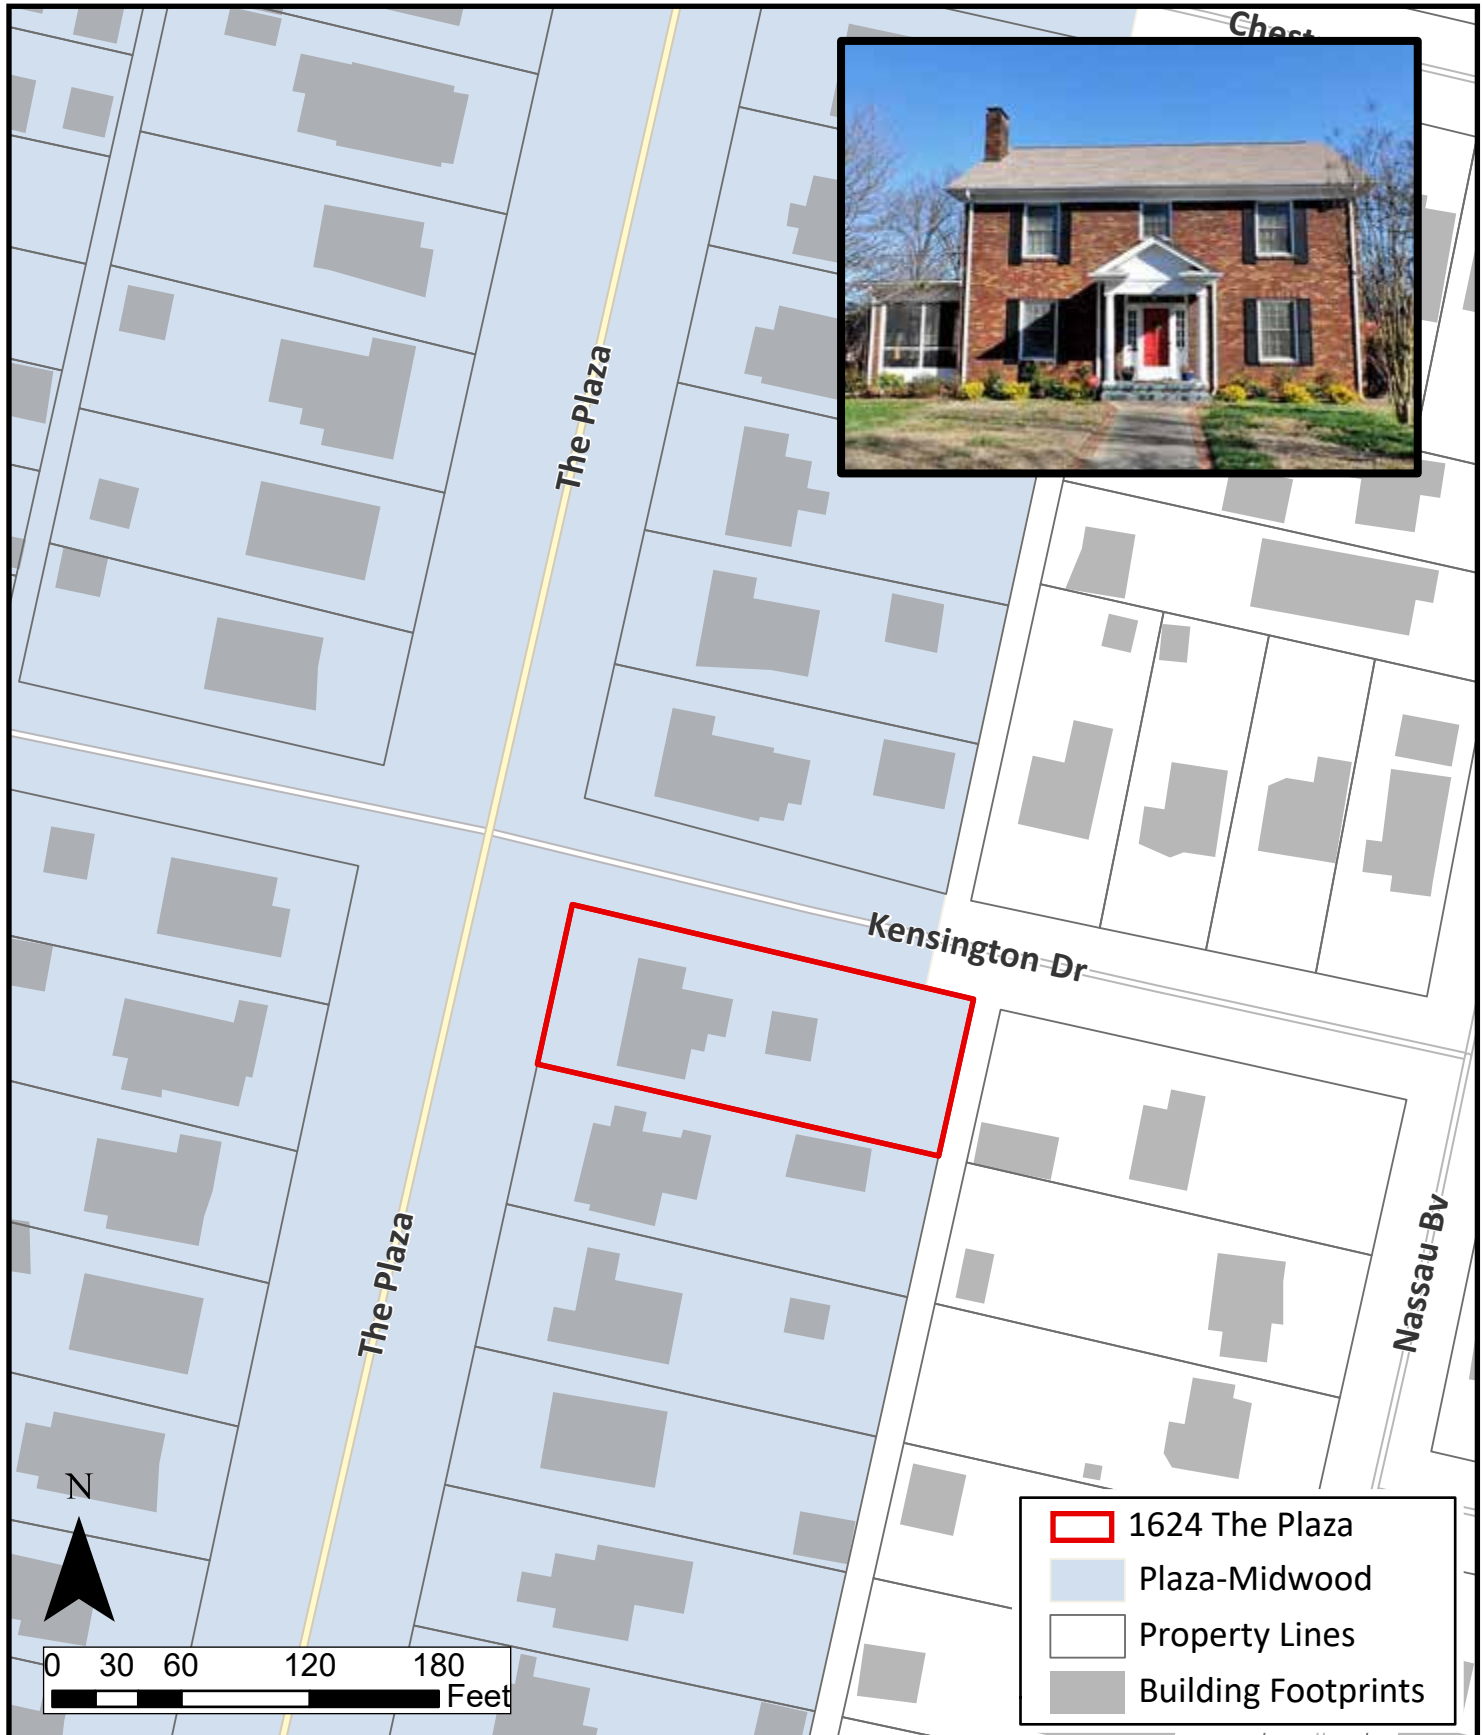 The Plaza
Kensington Dr
The Plaza
Nassau Bv
N
0 30 60 120 180
Feet
1624 The Plaza
Plaza-Midwood
Property Lines
Building Footprints